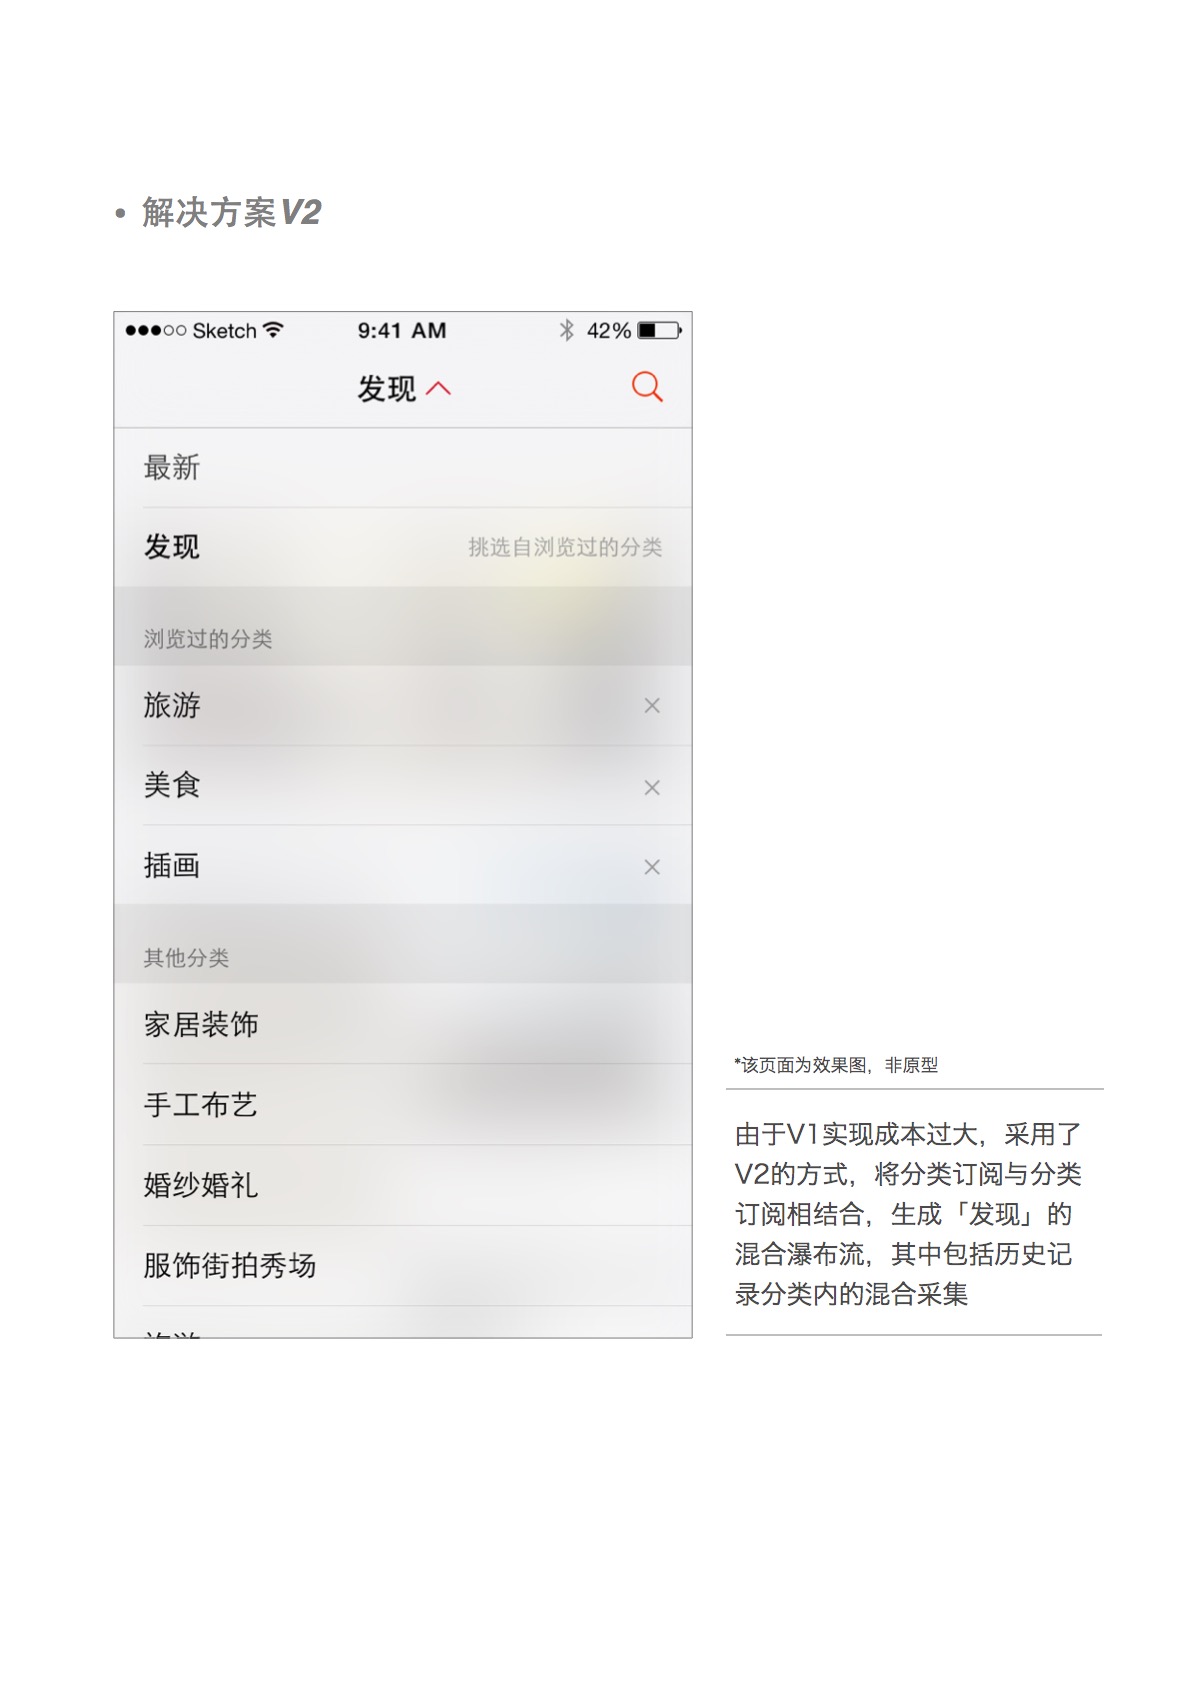 • 解决方案V2
Sketch 9:41 AM 42%
发现
最新
发现 挑选自浏览过的分类
浏览过的分类
旅游 ×
美食 ×
插画 ×
其他分类
家居装饰
手工布艺
婚纱婚礼
服饰街拍秀场
旅游
*该页面为效果图，非原型
由于V1实现成本过大，采用了
V2的方式，将分类订阅与分类
订阅相结合，生成「发现」的
混合瀑布流，其中包括历史记
录分类内的混合采集